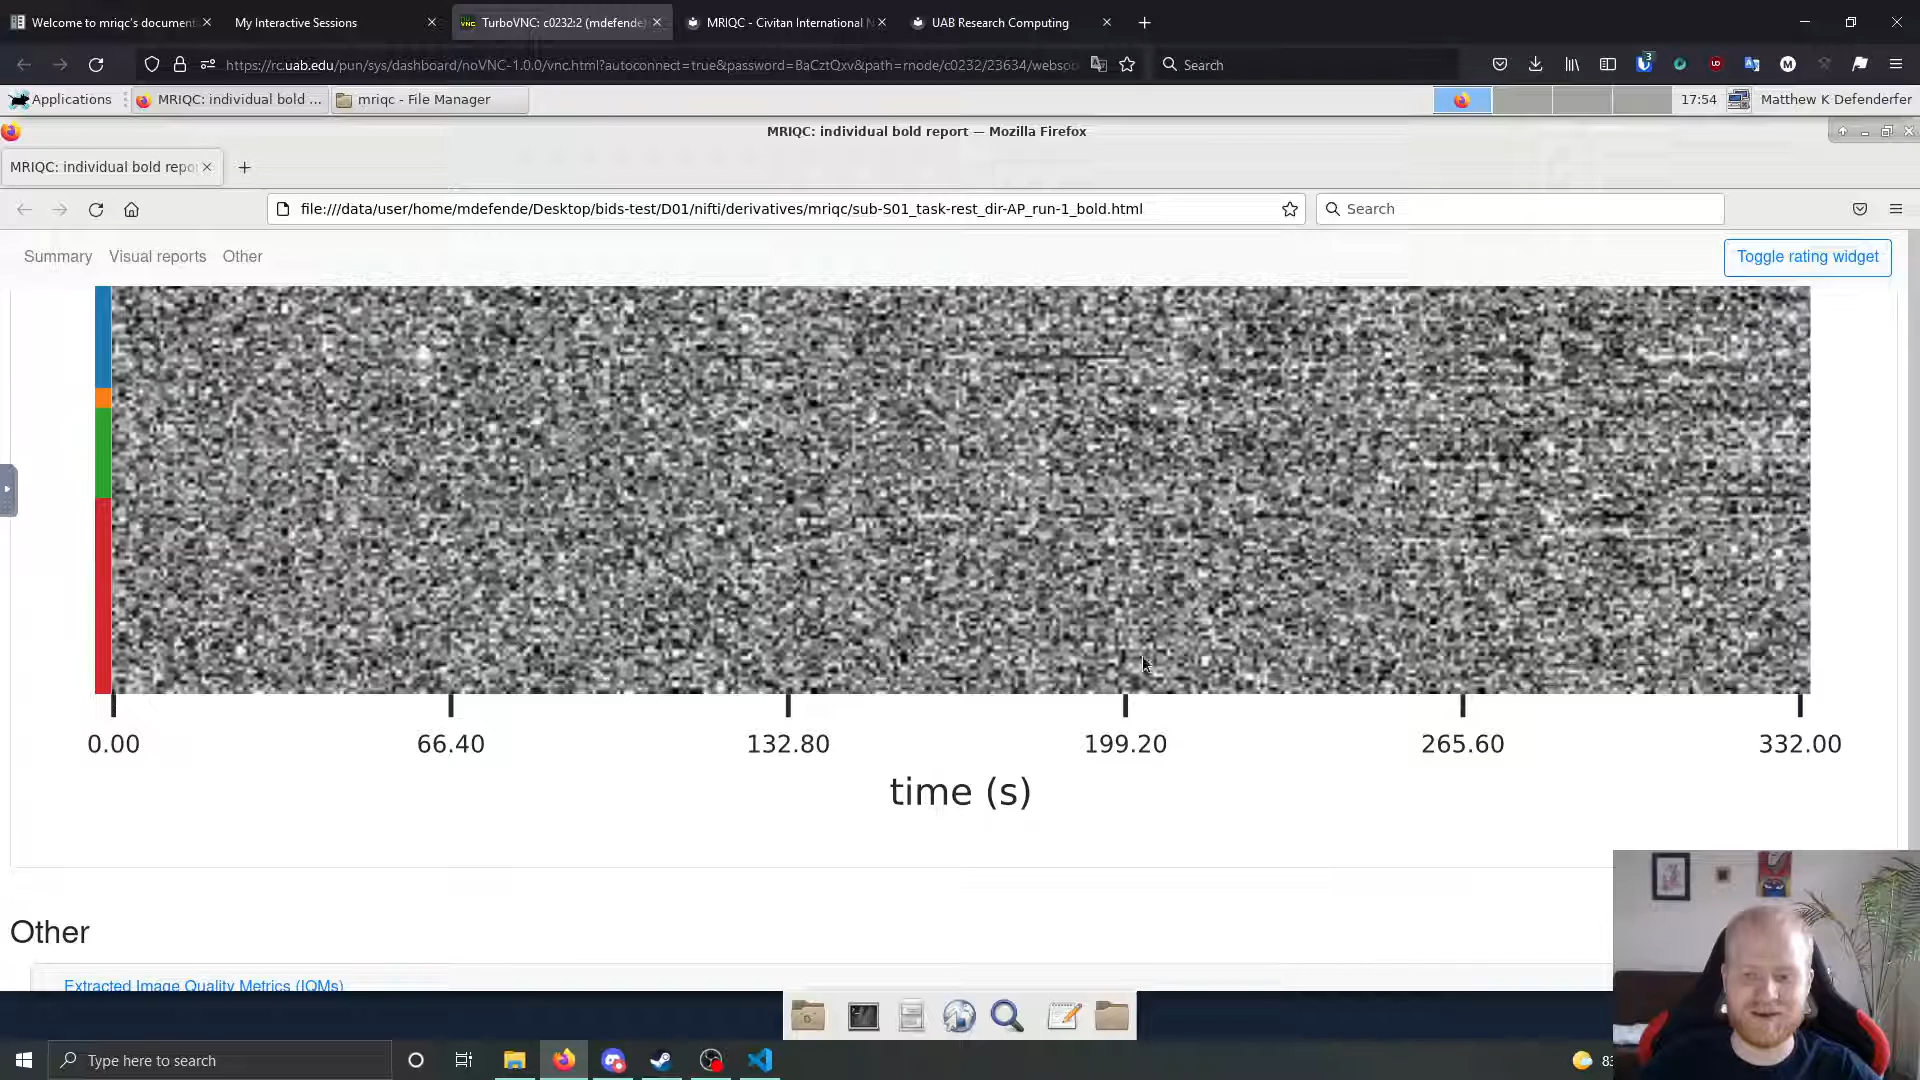 Welcome to mriqc's document
My Interactive Sessions
TurboVNC: c0232:2 (mdefende
MRIQC - Civitan International N
UAB Research Computing
https://rc.uab.edu/pun/sys/dashboard/noVNC-1.0.0/vnc.html?autoconnect=true&password=BaCztQxv&path=rnode/c0232/23634/webso
Search
3
Applications
MRIQC: individual bold ...
mriqc - File Manager
17:54
Matthew K Defenderfer
MRIQC: individual bold report — Mozilla Firefox
MRIQC: individual bold repo
file:///data/user/home/mdefende/Desktop/bids-test/D01/nifti/derivatives/mriqc/sub-S01_task-rest_dir-AP_run-1_bold.html
Search
Summary
Visual reports
Other
Toggle rating widget
0.00
66.40
132.80
199.20
265.60
332.00
time (s)
Other
Extracted Image Quality Metrics (IQMs)
Type here to search
83